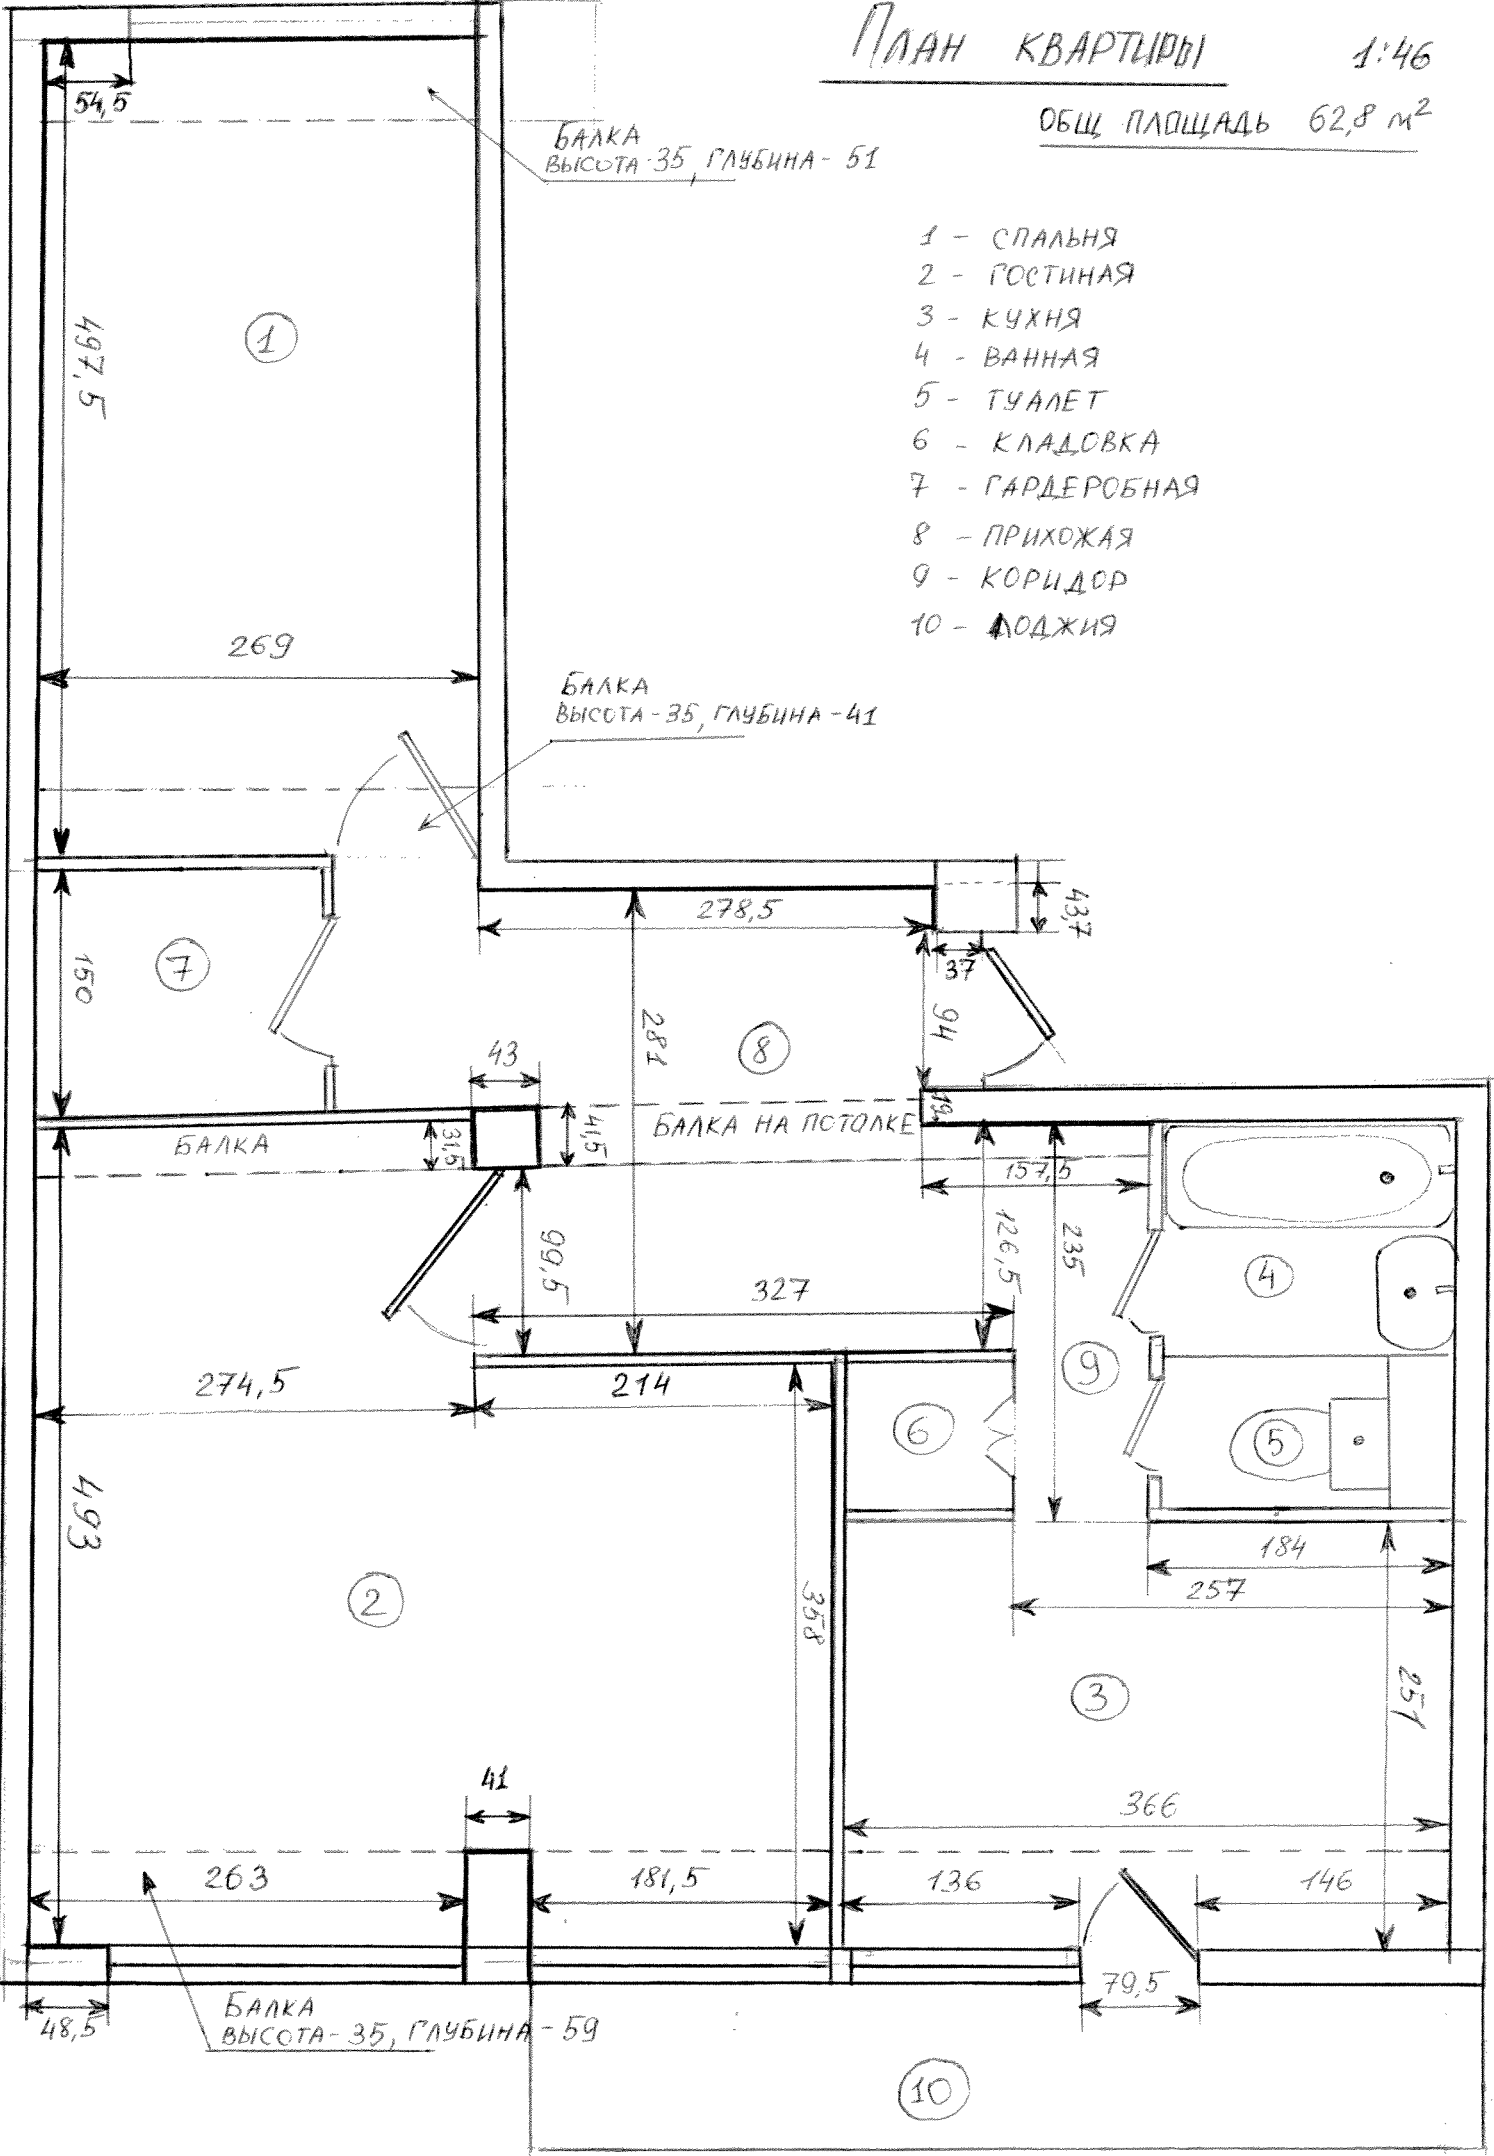 План квартиры 1:46
общ площадь 62,8 м²
54,5
Балка
высота-35, глубина-51
1 - спальня
2 - гостиная
3 - кухня
4 - ванная
5 - туалет
6 - кладовка
7 - гардеробная
8 - прихожая
9 - коридор
10 - лоджия
497,5
1
269
Балка
высота-35, глубина-41
278,5
43,7
37
94
150
7
281
8
43
41,5
31,5
Балка
Балка на потолке
19
157,5
99,5
126,5
235
327
4
9
274,5
214
6
5
493
184
257
2
358
3
251
41
366
263
181,5
136
146
79,5
48,5
Балка
высота-35, глубина-59
10